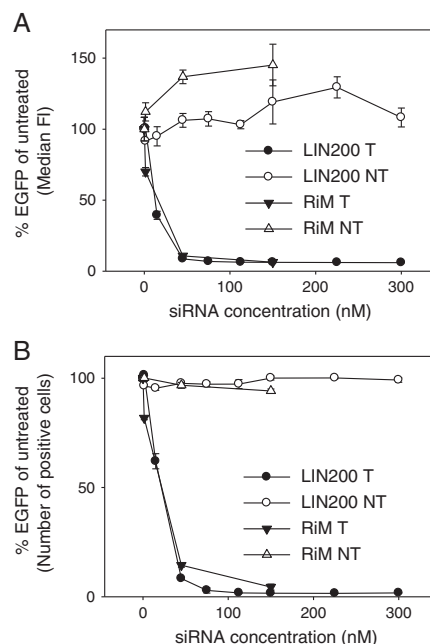 A
% EGFP of untreated
(Median FI)
150
100
50
0
LIN200 T
LIN200 NT
RiM T
RiM NT
0 100 200 300
siRNA concentration (nM)
B
% EGFP of untreated
(Number of positive cells)
100
50
0
LIN200 T
LIN200 NT
RiM T
RiM NT
0 100 200 300
siRNA concentration (nM)